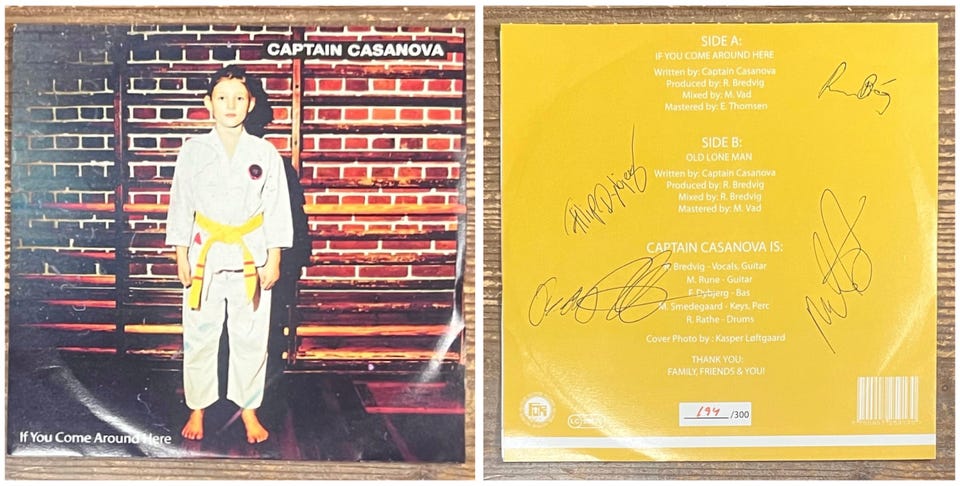 CAPTAIN CASANOVA
If You Come Around Here
SIDE A:
IF YOU COME AROUND HERE
Written by: Captain Casanova
Produced by: R. Bredvig
Mixed by: M. Vad
Mastered by: E. Thomsen
SIDE B:
OLD LONE MAN
Written by: Captain Casanova
Produced by: R. Bredvig
Mixed by: R. Bredvig
Mastered by: M. Vad
CAPTAIN CASANOVA IS:
Bredvig - Vocals, Guitar
M. Rune - Guitar
F. Dybjerg - Bas
M. Smedegaard - Keys, Perc
R. Rathe - Drums
Cover Photo by : Kasper Løftgaard
THANK YOU:
FAMILY, FRIENDS & YOU!
194 /300